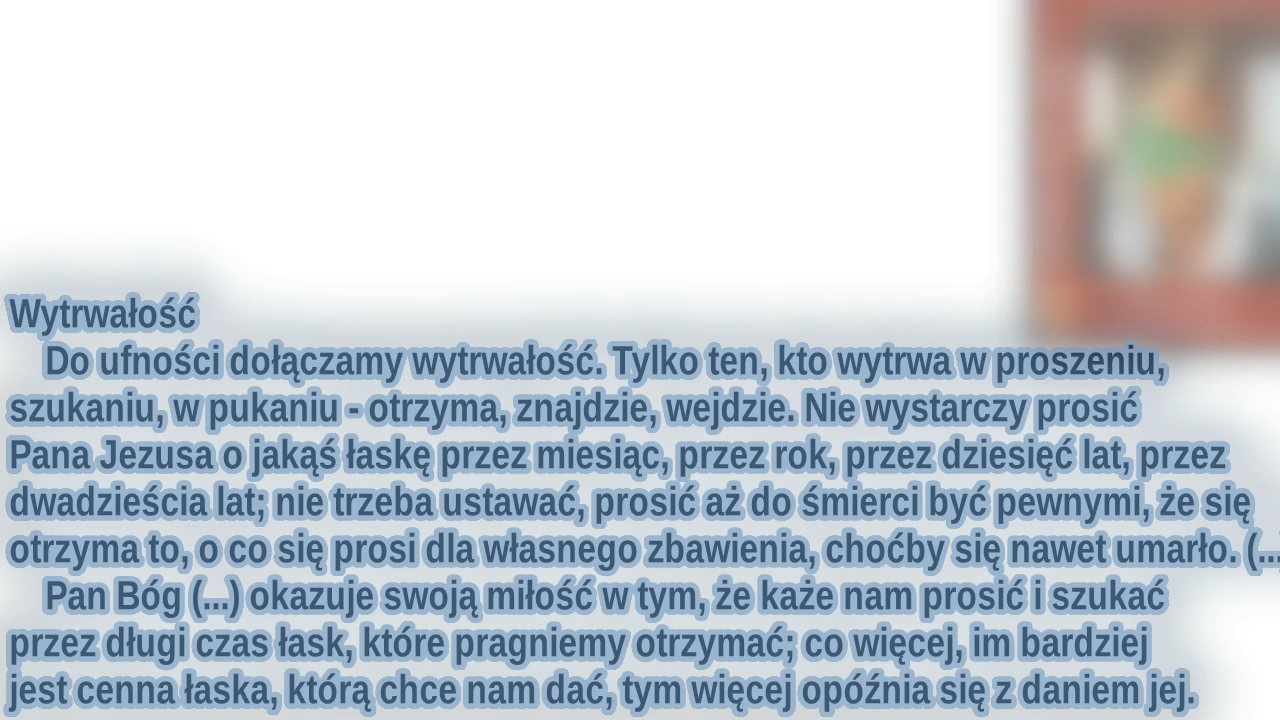 Wytrwałość
Do ufności dołączamy wytrwałość. Tylko ten, kto wytrwa w proszeniu,
szukaniu, w pukaniu - otrzyma, znajdzie, wejdzie. Nie wystarczy prosić
Pana Jezusa o jakąś łaskę przez miesiąc, przez rok, przez dziesięć lat, przez
dwadzieścia lat; nie trzeba ustawać, prosić aż do śmierci być pewnymi, że się
otrzyma to, o co się prosi dla własnego zbawienia, choćby się nawet umarło. (...
Pan Bóg (...) okazuje swoją miłość w tym, że każe nam prosić i szukać
przez długi czas łask, które pragniemy otrzymać; co więcej, im bardziej
jest cenna łaska, którą chce nam dać, tym więcej opóźnia się z daniem jej.